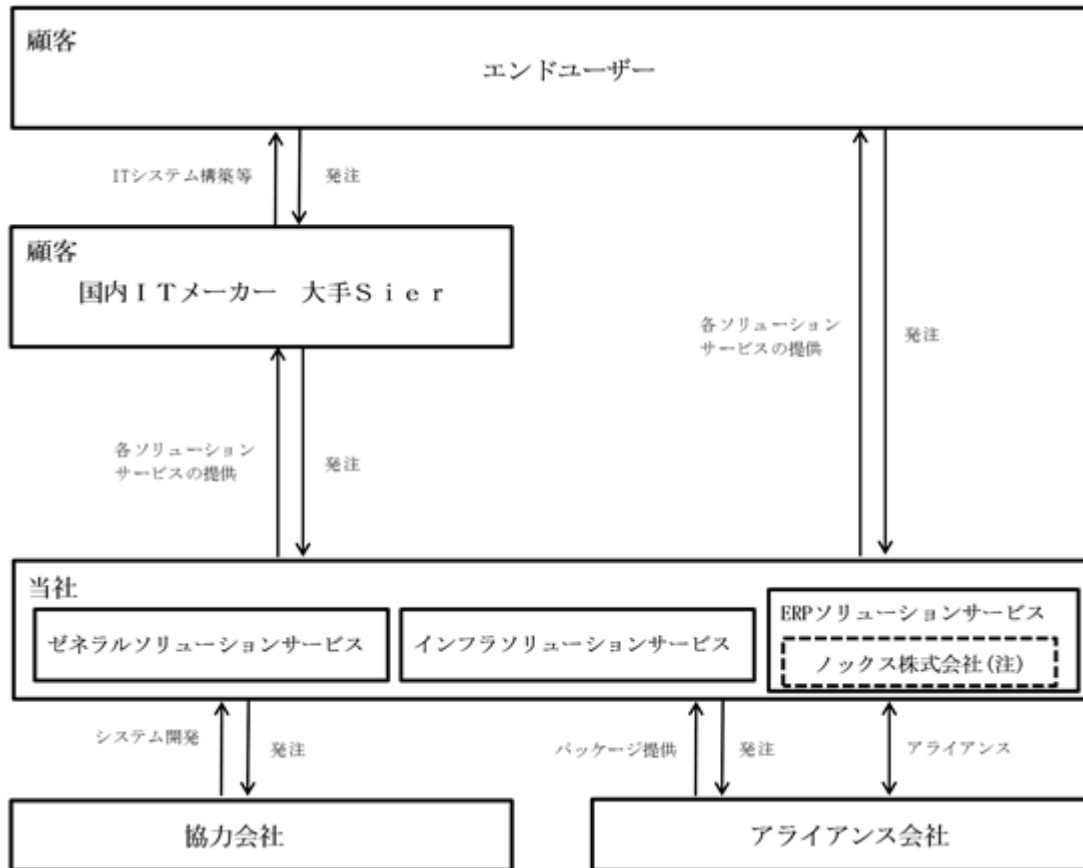 顧客
エンドユーザー
ITシステム構築等
発注
顧客
国内ＩＴメーカー　大手Ｓｉｅｒ
各ソリューション
サービスの提供
発注
各ソリューション
サービスの提供
発注
当社
ゼネラルソリューションサービス
インフラソリューションサービス
ERPソリューションサービス
ノックス株式会社(注)
システム開発
発注
パッケージ提供
発注
アライアンス
協力会社
アライアンス会社